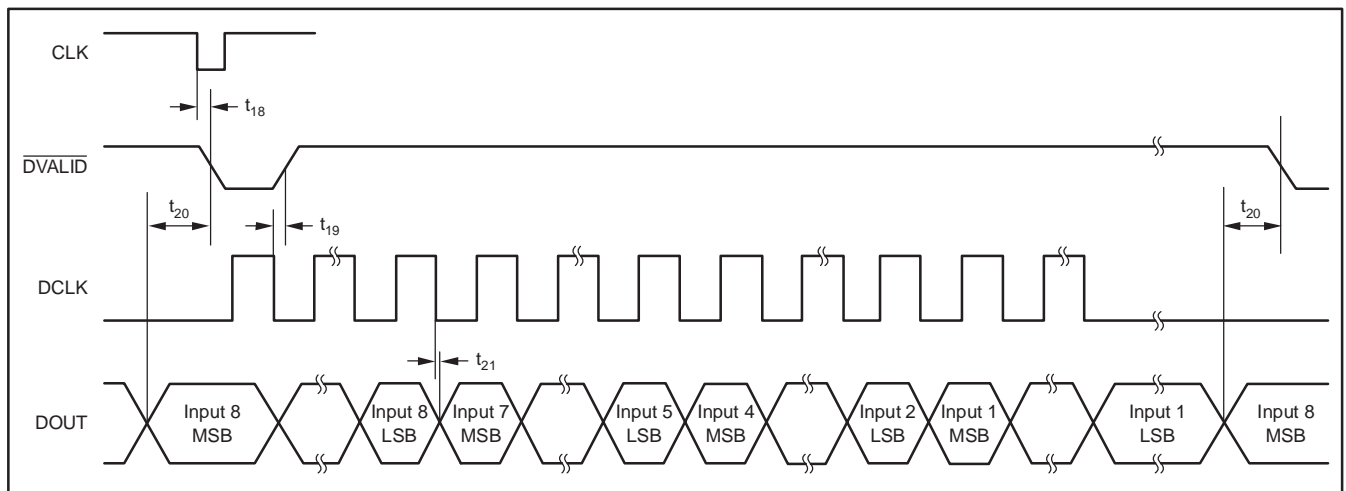 CLK
t18
DVALID
t20
t19
t20
DCLK
t21
DOUT
Input 8
MSB
Input 8
LSB
Input 7
MSB
Input 5
LSB
Input 4
MSB
Input 2
LSB
Input 1
MSB
Input 1
LSB
Input 8
MSB